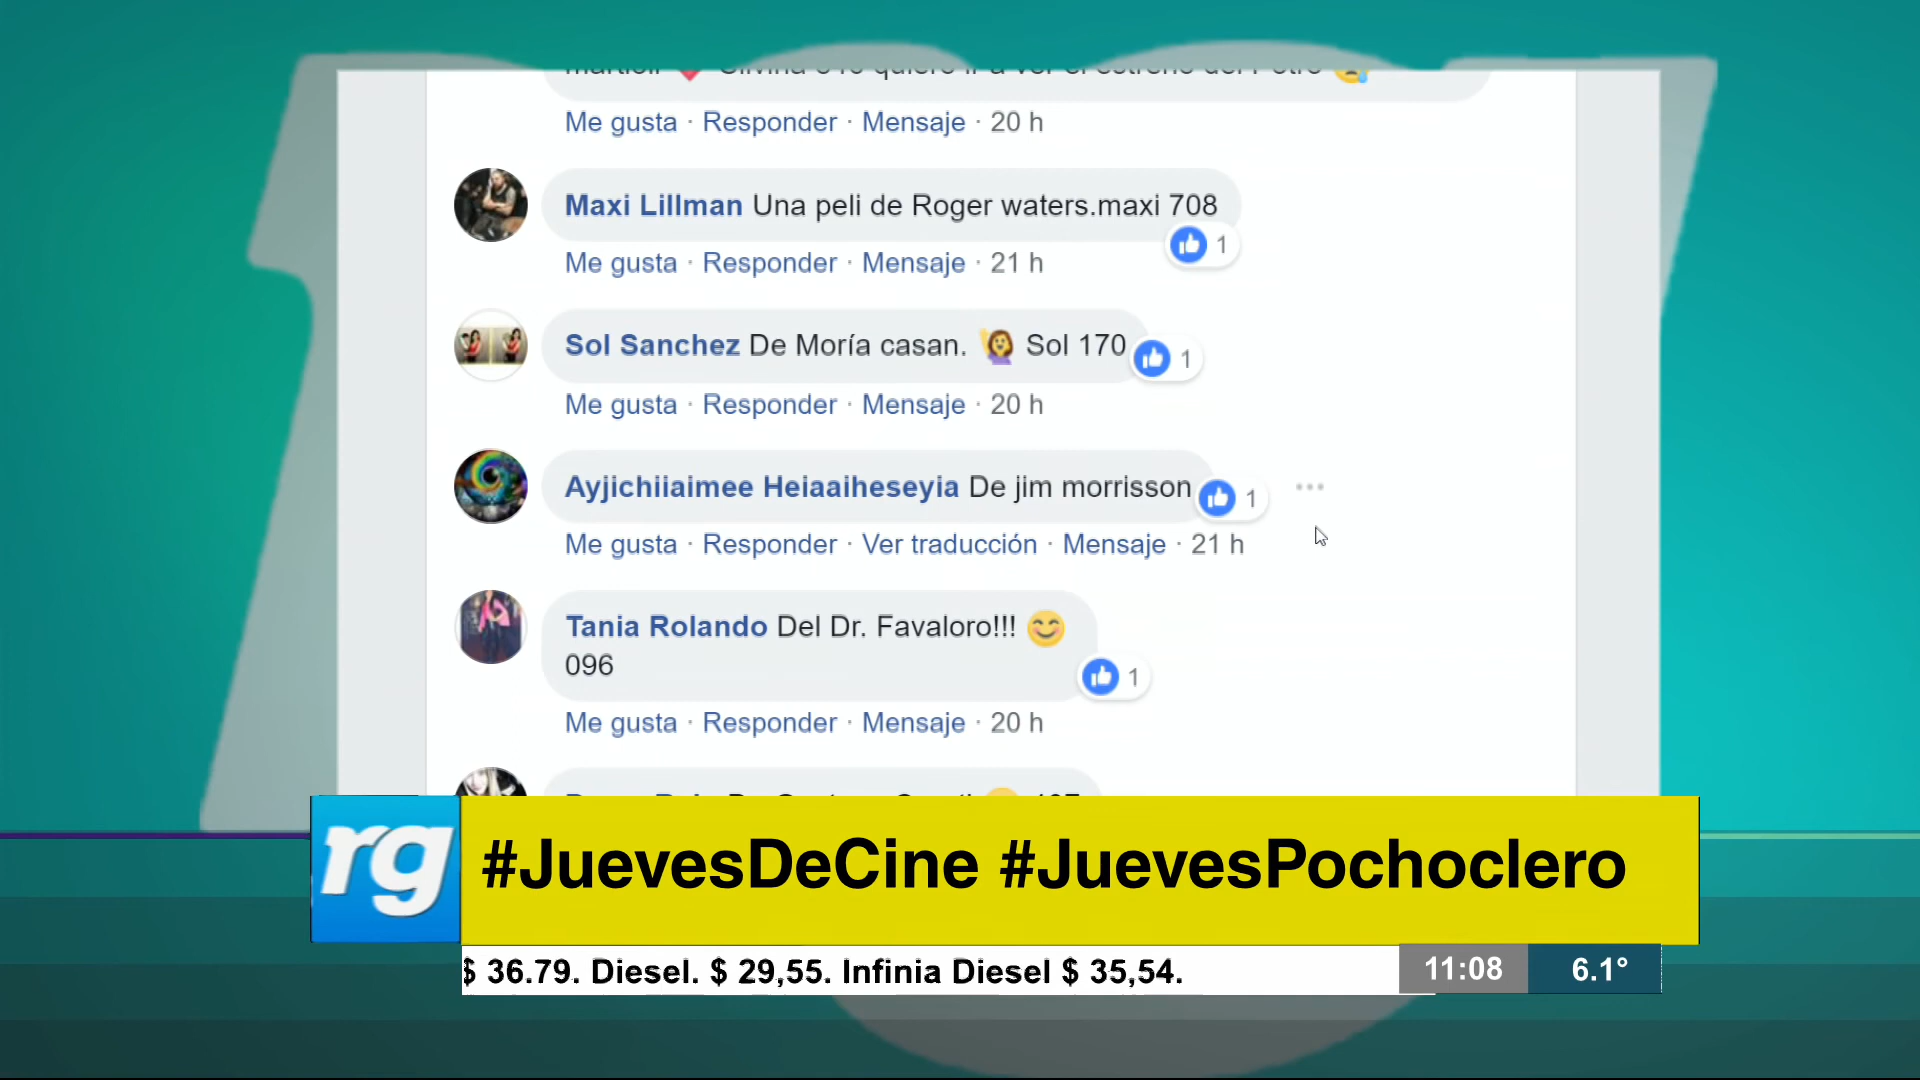 Me gusta · Responder · Mensaje · 20 h
Maxi Lillman Una peli de Roger waters.maxi 708
1
Me gusta · Responder · Mensaje · 21 h
Sol Sanchez De Moría casan. 🙋 Sol 170
1
Me gusta · Responder · Mensaje · 20 h
Ayjichiiaimee Heiaaiheseyia De jim morrisson
1
Me gusta · Responder · Ver traducción · Mensaje · 21 h
Tania Rolando Del Dr. Favaloro!!! 😊
096
1
Me gusta · Responder · Mensaje · 20 h
rg
#JuevesDeCine #JuevesPochoclero
$ 36.79. Diesel. $ 29,55. Infinia Diesel $ 35,54.
11:08
6.1°